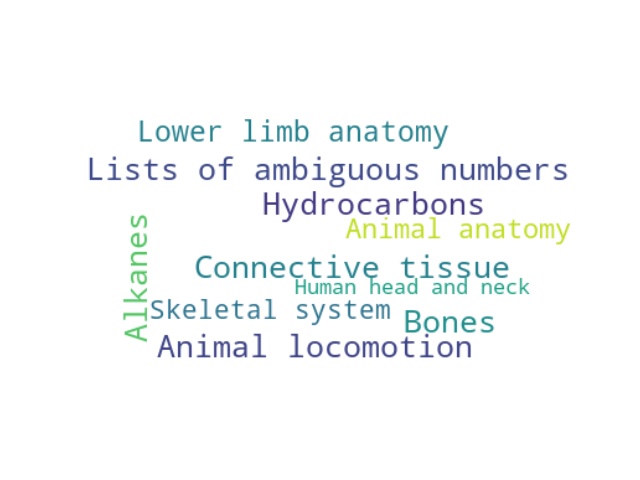 Lower limb anatomy
Lists of ambiguous numbers
Hydrocarbons
Animal anatomy
Alkanes
Connective tissue
Human head and neck
Skeletal system
Bones
Animal locomotion